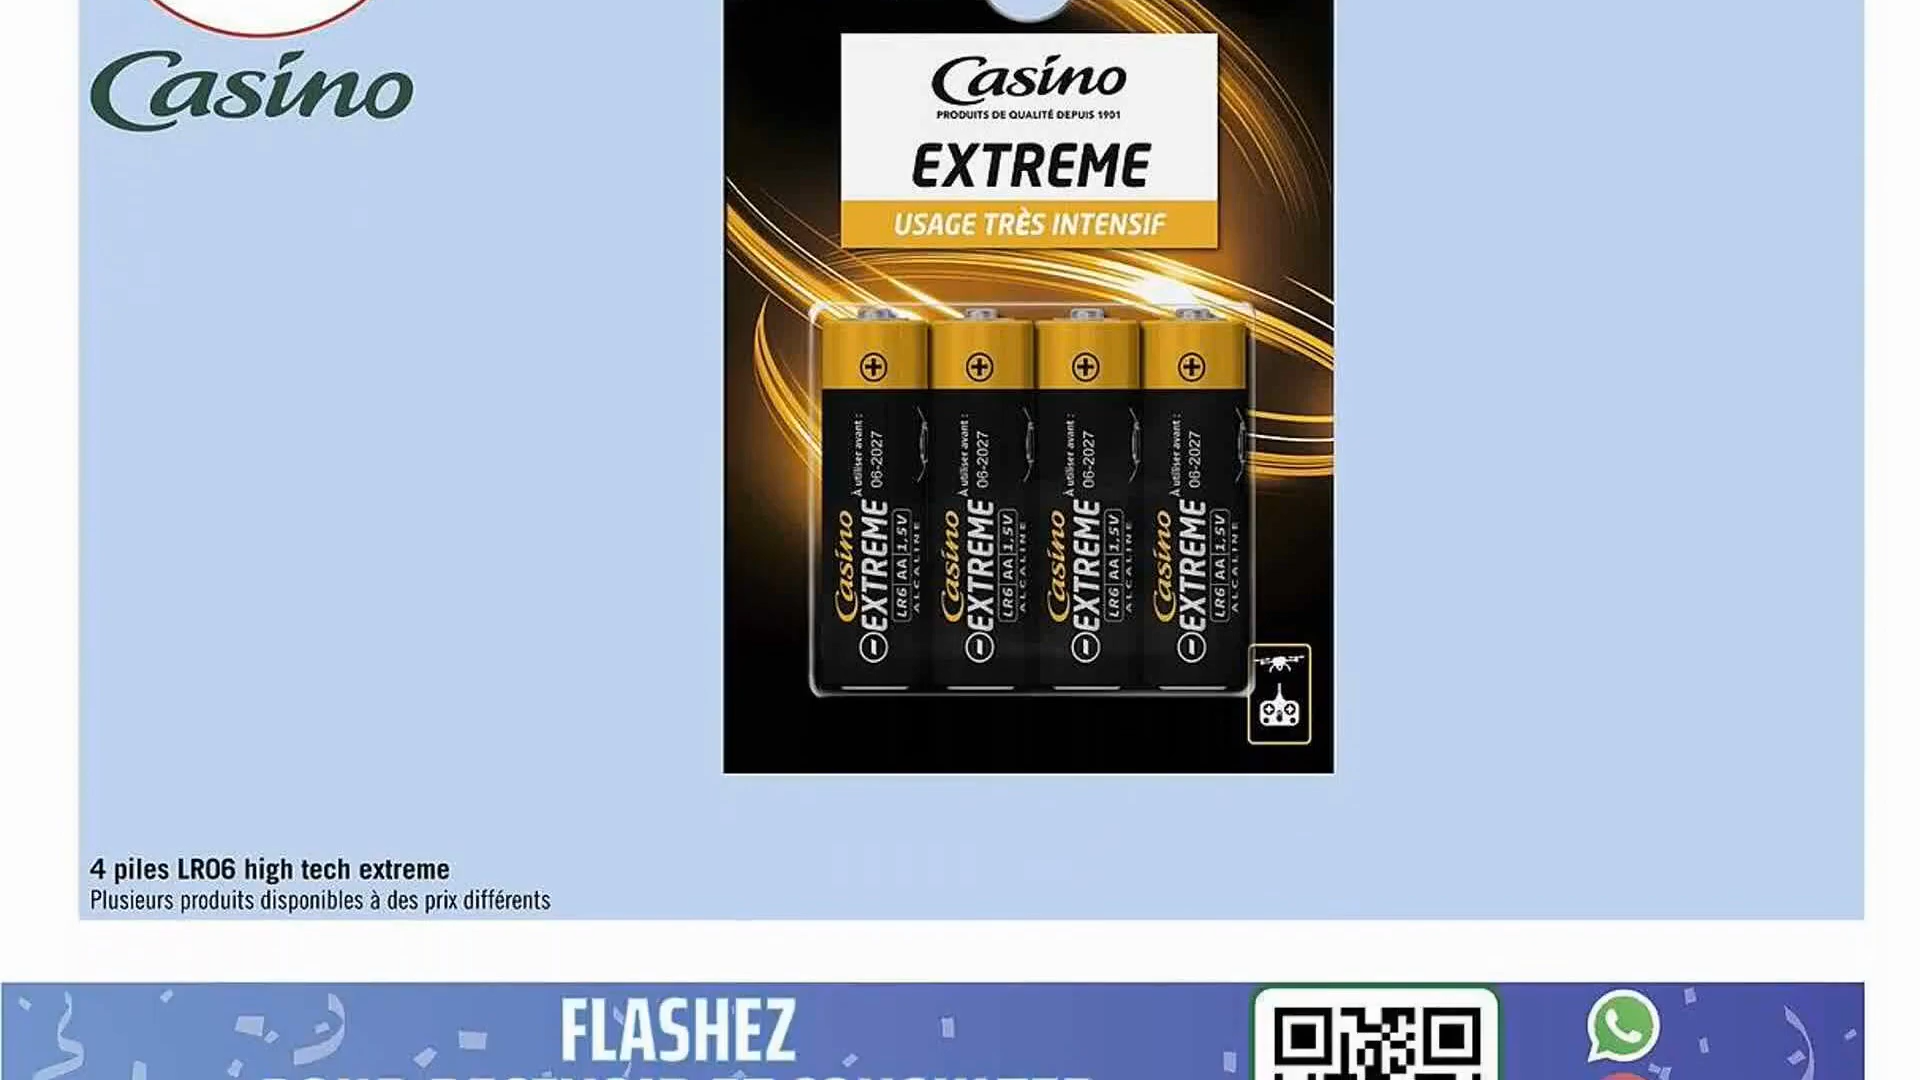 Casino
Casino
PRODUITS DE QUALITÉ DEPUIS 1901
EXTREME
USAGE TRÈS INTENSIF
À utiliser avant :
06-2027
Casino
EXTREME
LR6 AA 1,5V
ALCALINE
À utiliser avant :
06-2027
Casino
EXTREME
LR6 AA 1,5V
ALCALINE
À utiliser avant :
06-2027
Casino
EXTREME
LR6 AA 1,5V
ALCALINE
À utiliser avant :
06-2027
Casino
EXTREME
LR6 AA 1,5V
ALCALINE
4 piles LR06 high tech extreme
Plusieurs produits disponibles à des prix différents
FLASHEZ